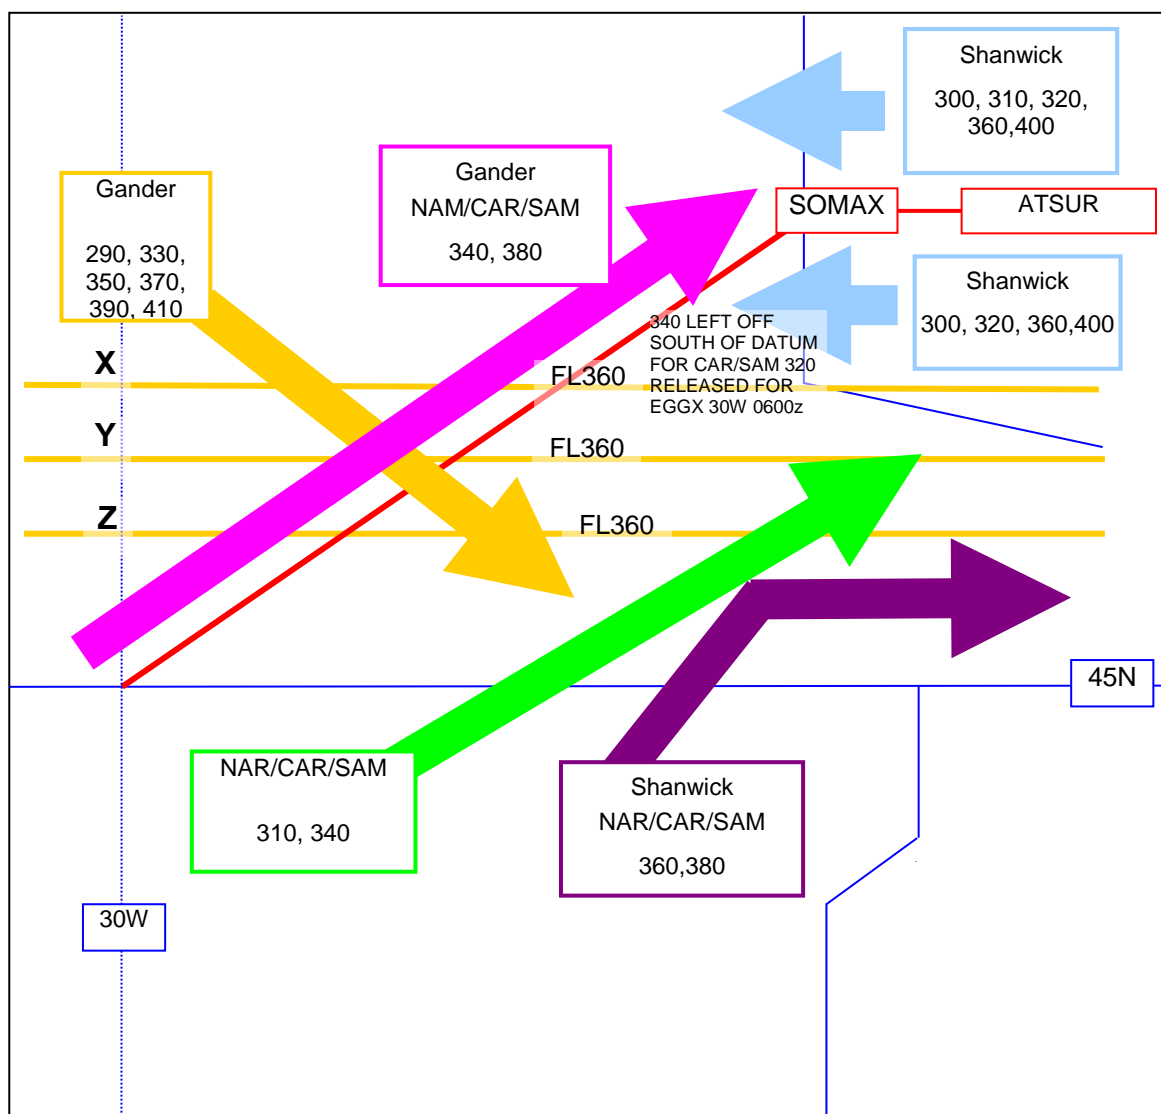 Shanwick
300, 310, 320,
360,400
Gander
NAM/CAR/SAM
340, 380
Gander
290, 330,
350, 370,
390, 410
SOMAX
ATSUR
Shanwick
300, 320, 360,400
340 LEFT OFF
SOUTH OF DATUM
FOR CAR/SAM 320
RELEASED FOR
EGGX 30W 0600z
X
FL360
Y
FL360
Z
FL360
45N
NAR/CAR/SAM
310, 340
Shanwick
NAR/CAR/SAM
360,380
30W